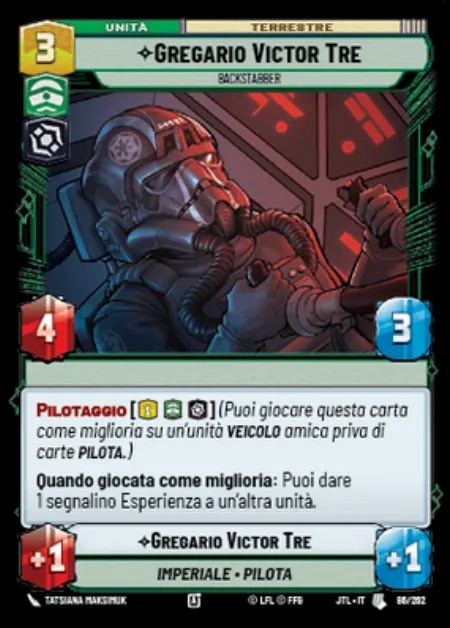 UNITÀ
TERRESTRE
3
GREGARIO VICTOR TRE
BACKSTABBER
4
3
PILOTAGGIO [1] (Puoi giocare questa carta
come miglioria su un'unità VEICOLO amica priva di
carte PILOTA.)
Quando giocata come miglioria: Puoi dare
1 segnalino Esperienza a un'altra unità.
+1
GREGARIO VICTOR TRE
+1
IMPERIALE • PILOTA
TATSIANA MAKSIMUK
© LFL © FFG
JTL • IT
86/262